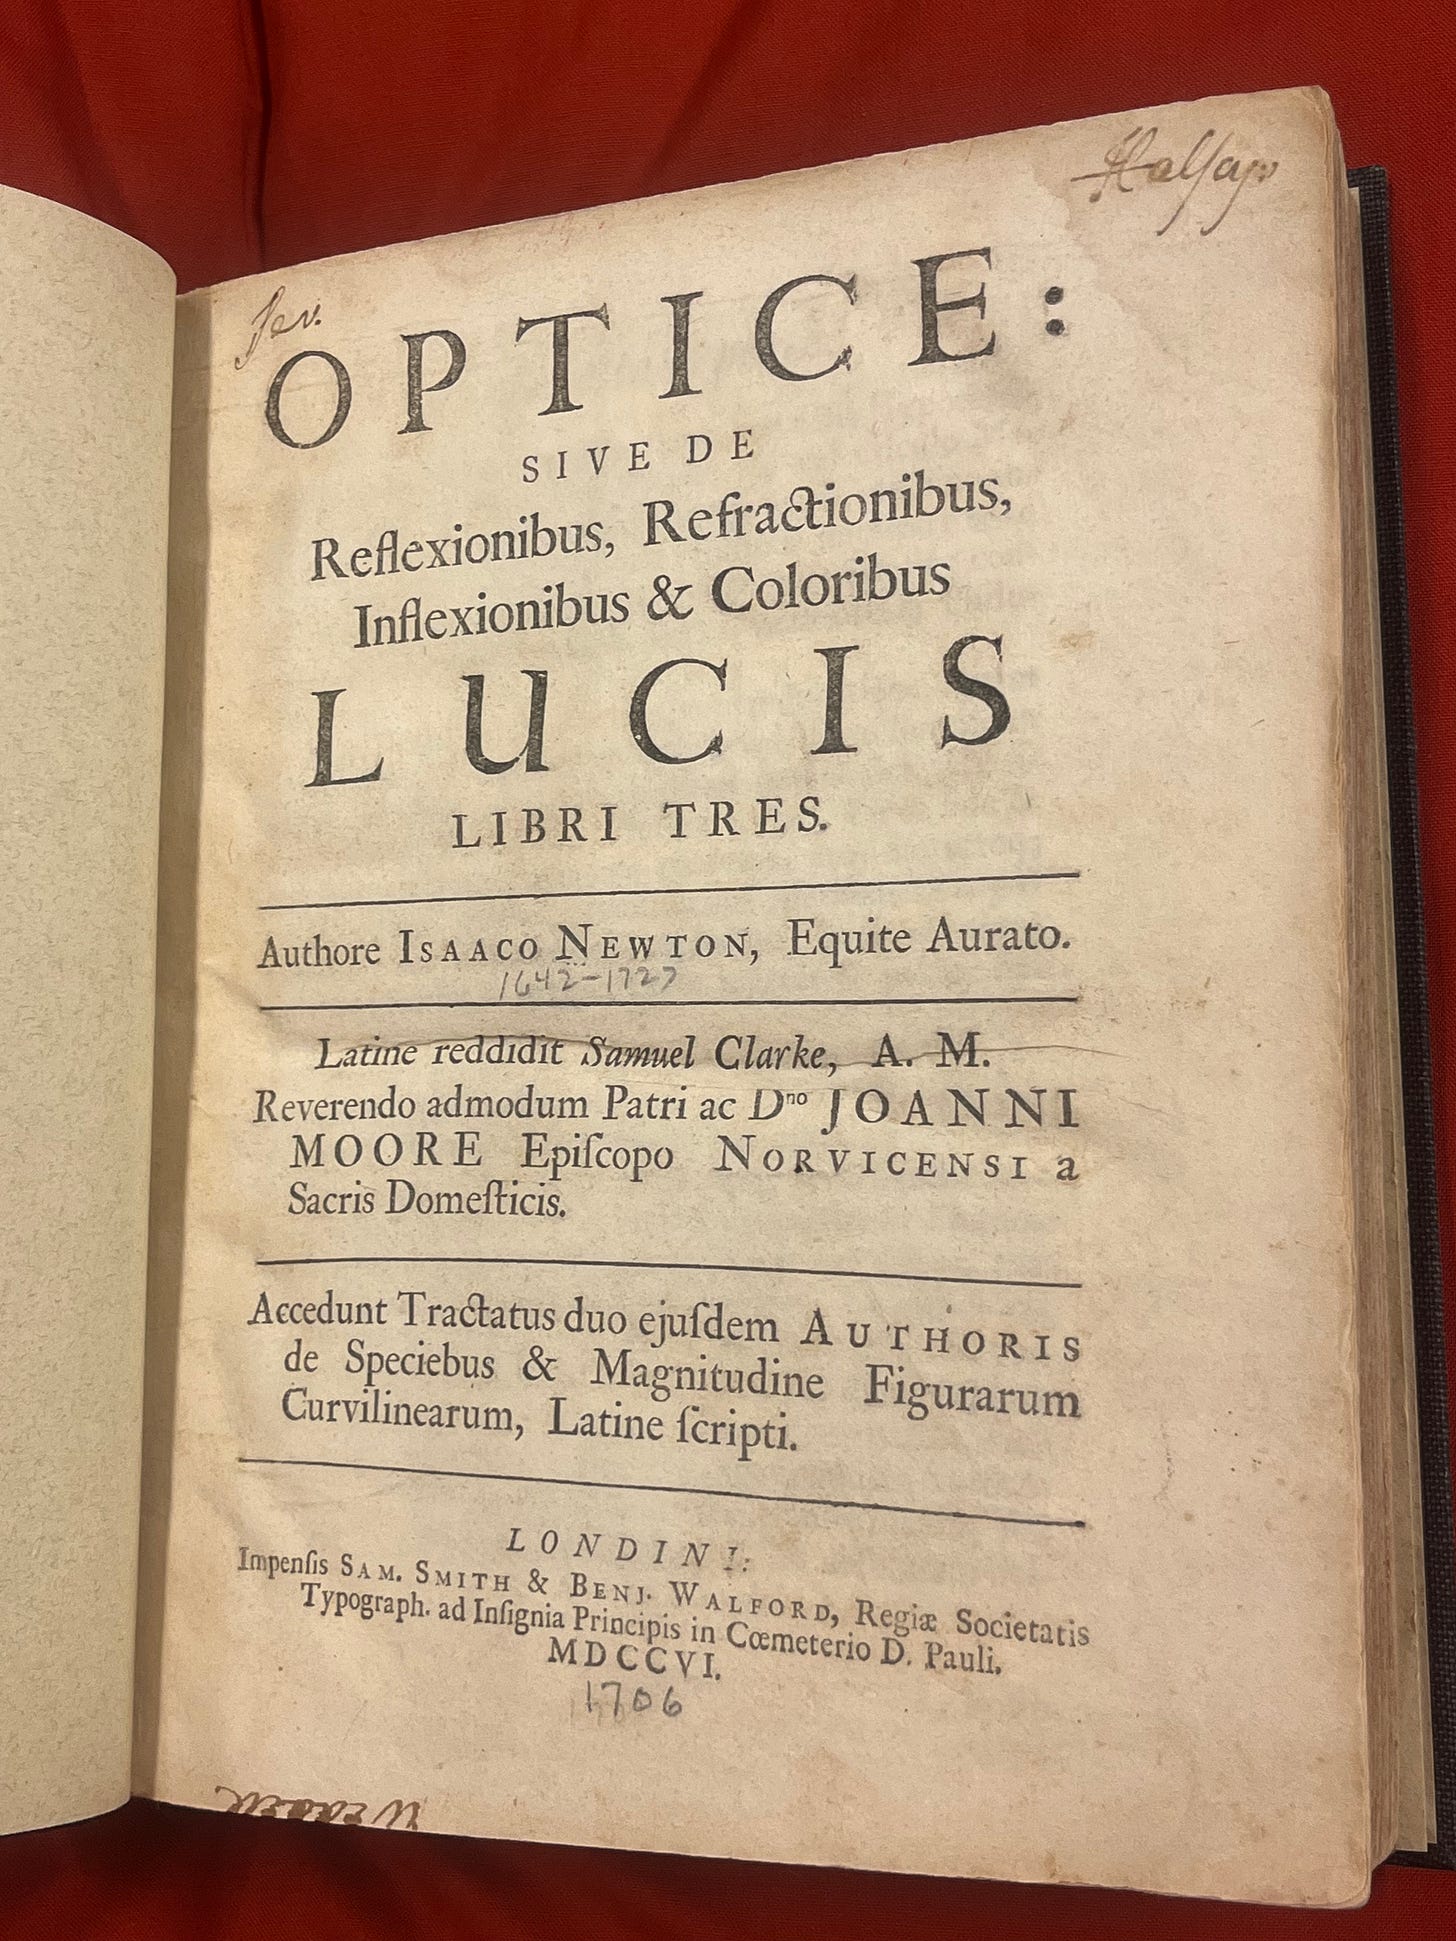 Jer.
OPTICE:
SIVE DE
Reflexionibus, Refractionibus,
Inflexionibus & Coloribus
LUCIS
LIBRI TRES.
Authore ISAACO NEWTON, Equite Aurato.
1642-1727
Latine reddidit Samuel Clarke, A. M.
Reverendo admodum Patri ac Dno JOANNI
MOORE Epiſcopo NORVICENSI a
Sacris Domeſticis.
Accedunt Tractatus duo ejuſdem AUTHORIS
de Speciebus & Magnitudine Figurarum
Curvilinearum, Latine ſcripti.
LONDINI:
Impenſis SAM. SMITH & BENJ. WALFORD, Regiæ Societatis
Typograph. ad Inſignia Principis in Cœmeterio D. Pauli.
MDCCVI.
1706